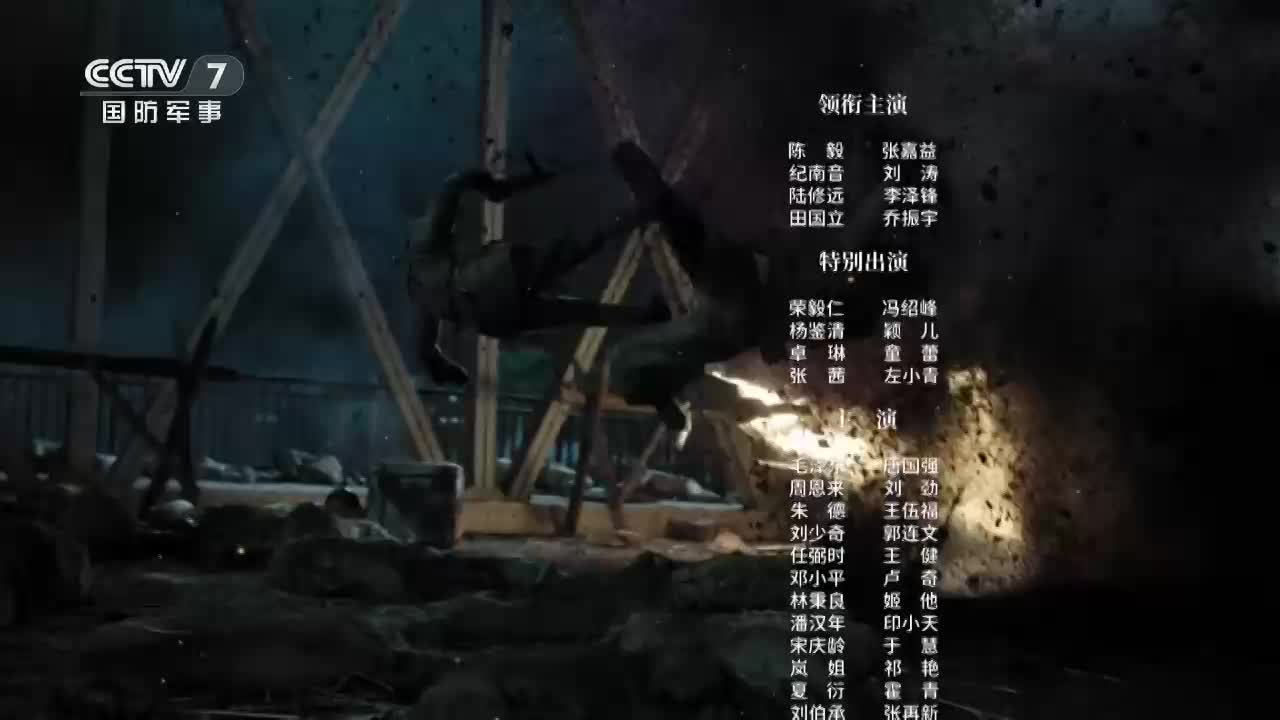 CCTV 7
国防军事
领衔主演
陈 毅 张嘉益
纪南音 刘 涛
陆修远 李泽锋
田国立 乔振宇
特别出演
荣毅仁 冯绍峰
杨鉴清 颖 儿
卓 琳 童 蕾
张 茜 左小青
主 演
毛泽东 唐国强
周恩来 刘 劲
朱 德 王伍福
刘少奇 郭连文
任弼时 王 健
邓小平 卢 奇
林秉良 姬 他
潘汉年 印小天
宋庆龄 于 慧
岚 姐 祁 艳
夏 衍 霍 青
刘伯承 张再新